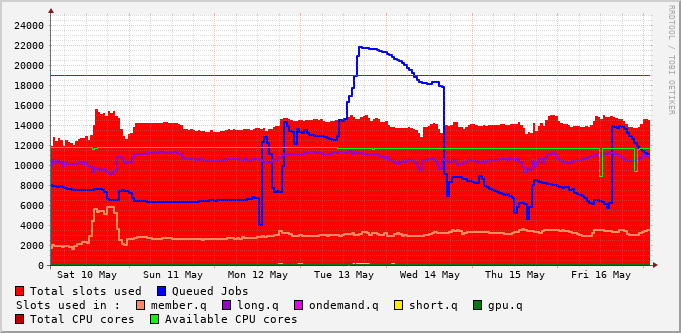 RRDTOOL / TOBI OETIKER
24000
22000
20000
18000
16000
14000
12000
10000
8000
6000
4000
2000
0
Sat 10 May Sun 11 May Mon 12 May Tue 13 May Wed 14 May Thu 15 May Fri 16 May
Total slots used Queued Jobs
Slots used in : member.q long.q ondemand.q short.q gpu.q
Total CPU cores Available CPU cores